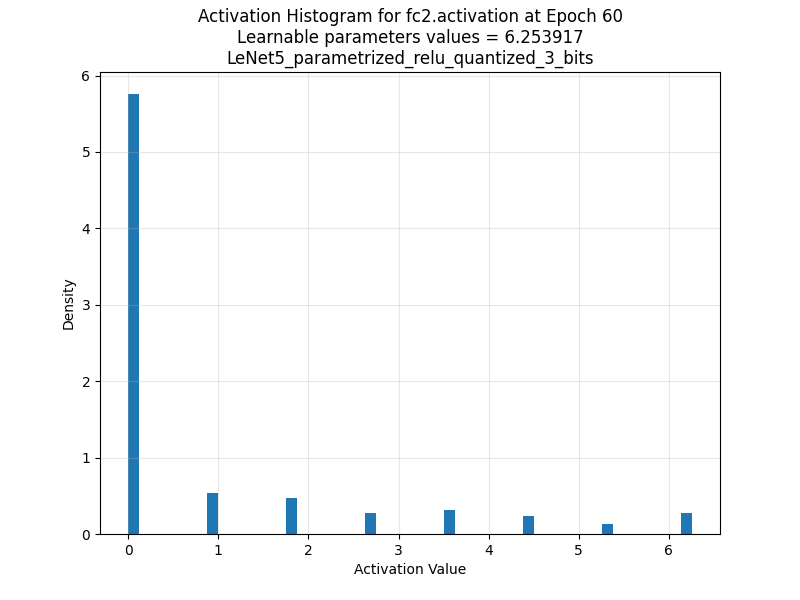 Activation Histogram for fc2.activation at Epoch 60
Learnable parameters values = 6.253917
LeNet5_parametrized_relu_quantized_3_bits
6
5
4
3
2
1
0
Density
0 1 2 3 4 5 6
Activation Value